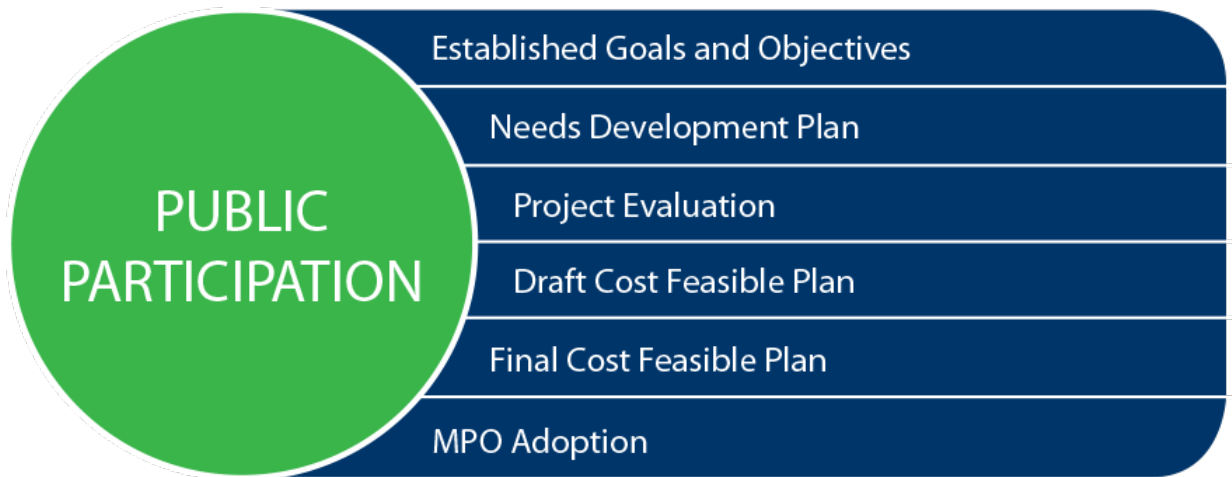 PUBLIC
PARTICIPATION
Established Goals and Objectives
Needs Development Plan
Project Evaluation
Draft Cost Feasible Plan
Final Cost Feasible Plan
MPO Adoption